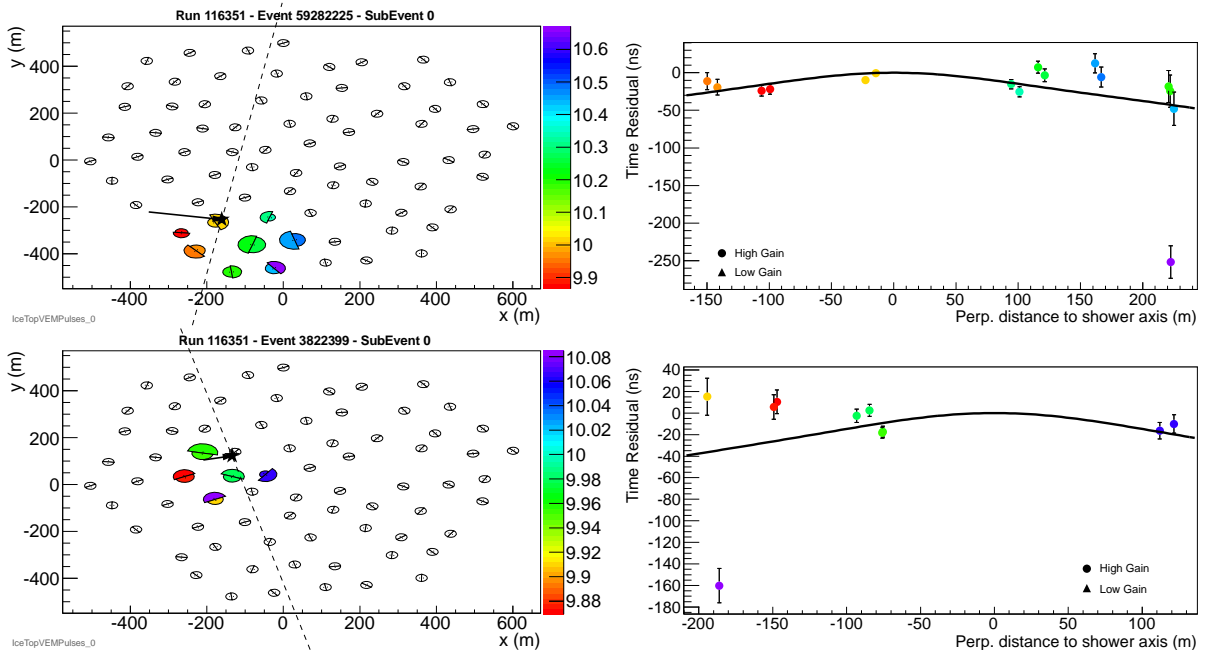 Run 116351 - Event 59282225 - SubEvent 0
y (m)
400
200
0
-200
-400
-400 -200 0 200 400 600
x (m)
10.6
10.5
10.4
10.3
10.2
10.1
10
9.9
IceTopVEMPulses_0
Time Residual (ns)
0
-50
-100
-150
-200
-250
High Gain
Low Gain
-150 -100 -50 0 50 100 150 200
Perp. distance to shower axis (m)
Run 116351 - Event 3822399 - SubEvent 0
y (m)
400
200
0
-200
-400
-400 -200 0 200 400 600
x (m)
10.08
10.06
10.04
10.02
10
9.98
9.96
9.94
9.92
9.9
9.88
IceTopVEMPulses_0
Time Residual (ns)
40
20
0
-20
-40
-60
-80
-100
-120
-140
-160
-180
High Gain
Low Gain
-200 -150 -100 -50 0 50 100
Perp. distance to shower axis (m)